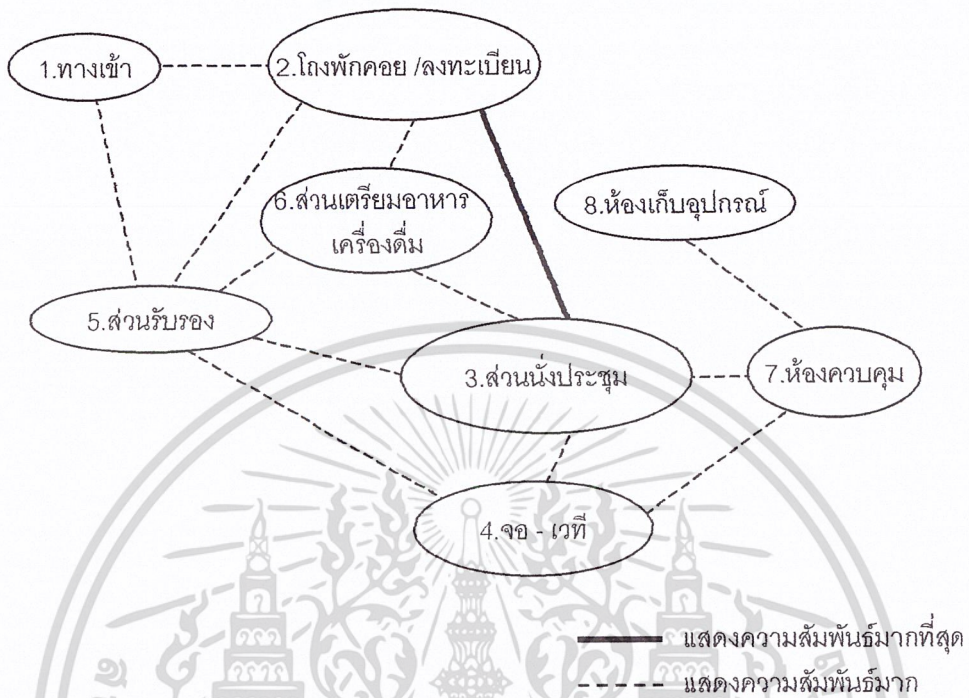 1.ทางเข้า
2.โถงพักคอย /ลงทะเบียน
6.ส่วนเตรียมอาหาร
เครื่องดื่ม
8.ห้องเก็บอุปกรณ์
5.ส่วนรับรอง
3.ส่วนนั่งประชุม
7.ห้องควบคุม
4.จอ - เวที
แสดงความสัมพันธ์มากที่สุด
แสดงความสัมพันธ์มาก